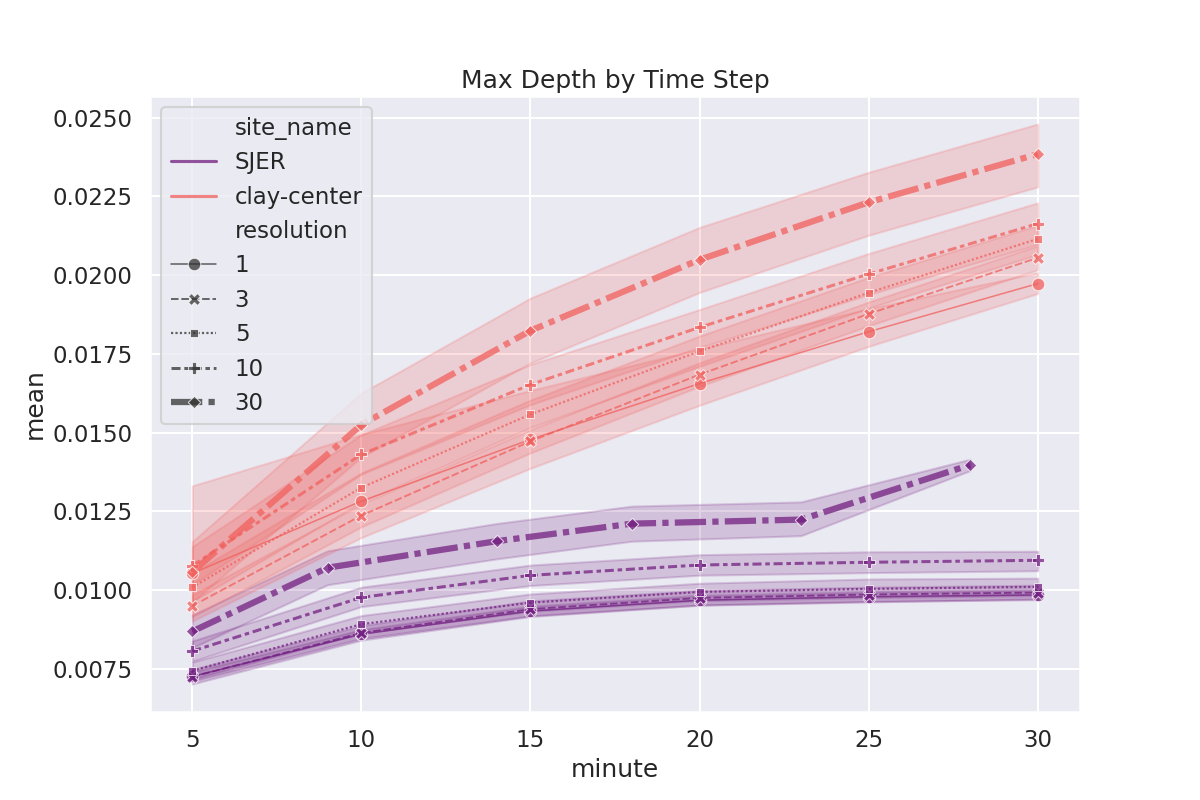 Max Depth by Time Step
0.0250
0.0225
0.0200
0.0175
0.0150
0.0125
0.0100
0.0075
mean
site_name
SJER
clay-center
resolution
1
3
5
10
30
5 10 15 20 25 30
minute